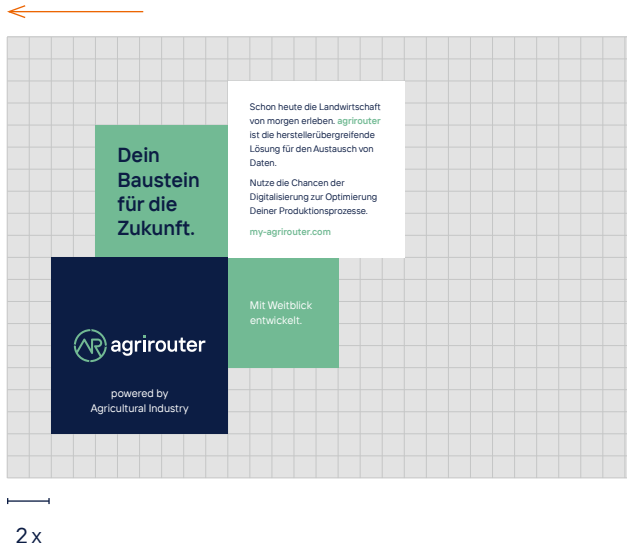 Dein
Baustein
für die
Zukunft.
Schon heute die Landwirtschaft
von morgen erleben. agrirouter
ist die herstellerübergreifende
Lösung für den Austausch von
Daten.
Nutze die Chancen der
Digitalisierung zur Optimierung
Deiner Produktionsprozesse.
my-agrirouter.com
AR agrirouter
powered by
Agricultural Industry
Mit Weitblick
entwickelt.
2 x